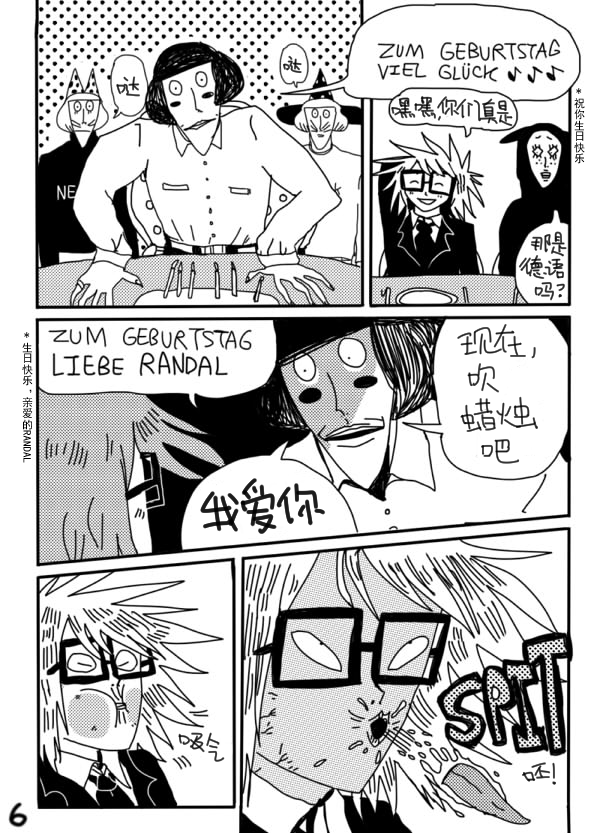 哒
哒
ZUM GEBURTSTAG
VIEL GLÜCK ♪♪♪
*祝你生日快乐
嘿嘿,你们真是
NE
那是
德语
吗?
ZUM GEBURTSTAG
LIEBE RANDAL
*生日快乐，亲爱的RANDAL
现在,
吹
蜡烛
吧
我爱你
吸气
SPIT
呸!
6